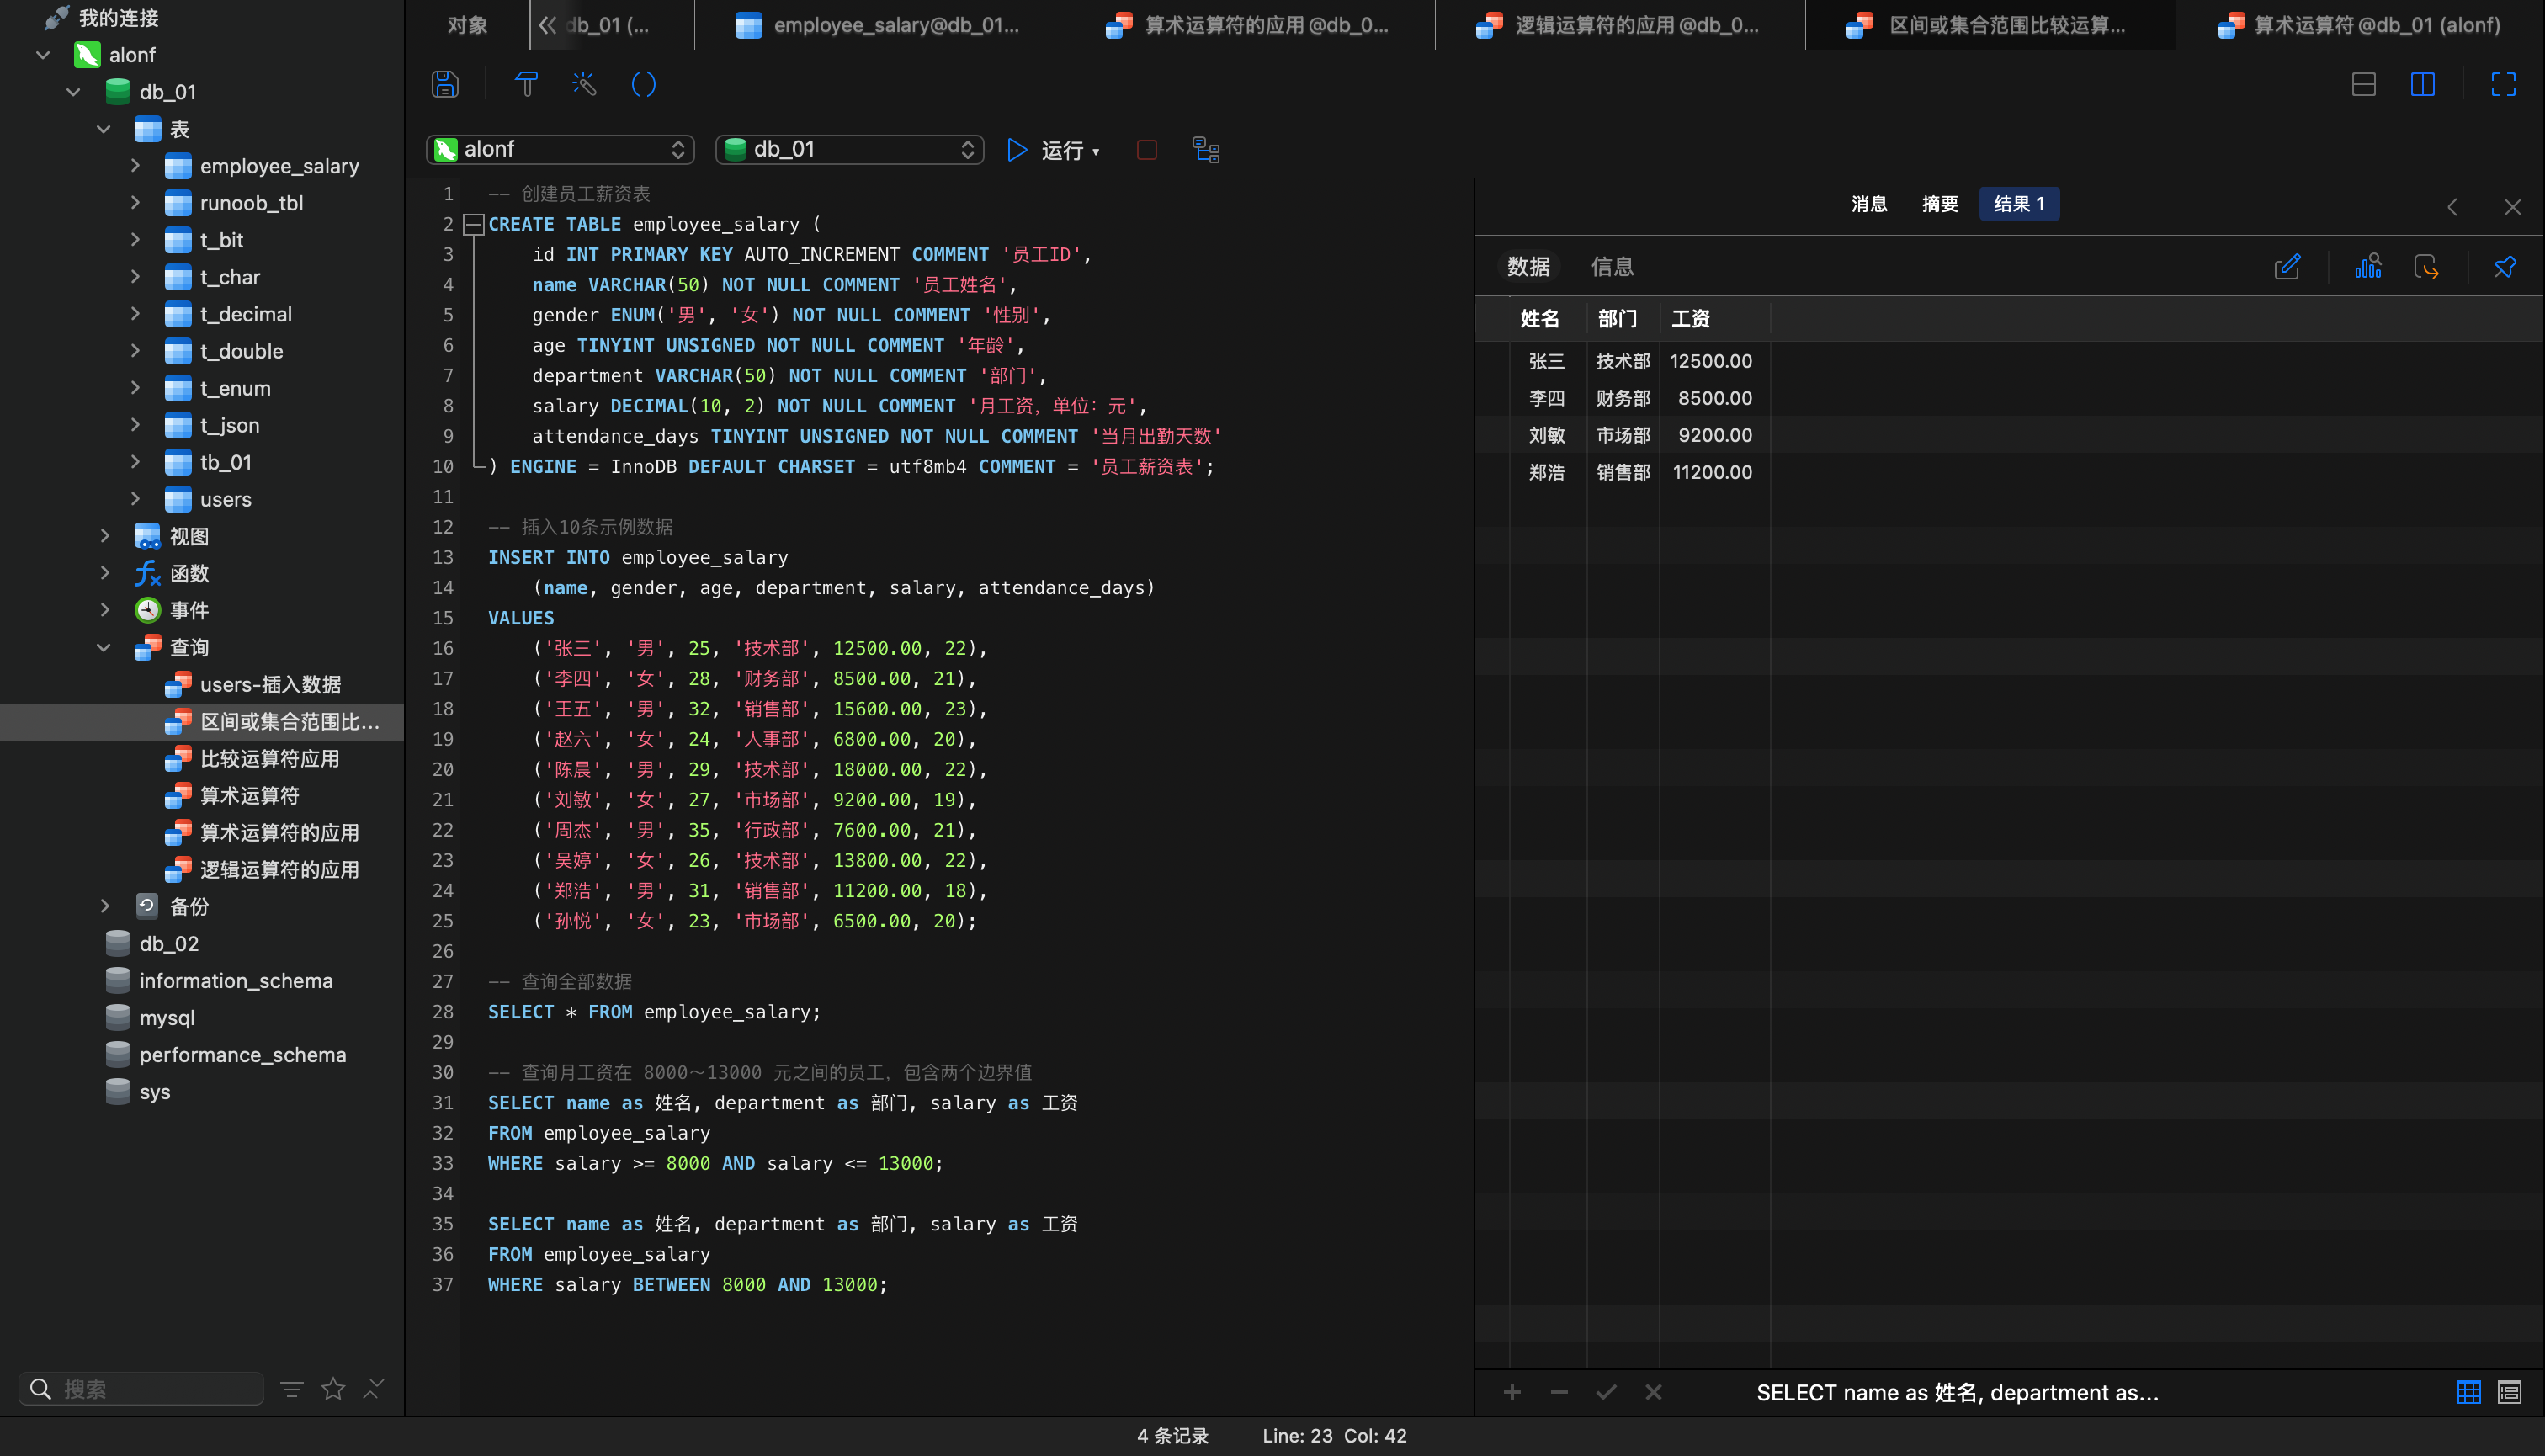 我的连接
alonf
db_01
表
employee_salary
runoob_tbl
t_bit
t_char
t_decimal
t_double
t_enum
t_json
tb_01
users
视图
函数
事件
查询
users-插入数据
区间或集合范围比...
比较运算符应用
算术运算符
算术运算符的应用
逻辑运算符的应用
备份
db_02
information_schema
mysql
performance_schema
sys
搜索
对象
db_01 (...
employee_salary@db_01...
算术运算符的应用@db_0...
逻辑运算符的应用@db_0...
区间或集合范围比较运算...
算术运算符@db_01 (alonf)
alonf
db_01
运行
1 -- 创建员工薪资表
2 CREATE TABLE employee_salary (
3 id INT PRIMARY KEY AUTO_INCREMENT COMMENT '员工ID',
4 name VARCHAR(50) NOT NULL COMMENT '员工姓名',
5 gender ENUM('男', '女') NOT NULL COMMENT '性别',
6 age TINYINT UNSIGNED NOT NULL COMMENT '年龄',
7 department VARCHAR(50) NOT NULL COMMENT '部门',
8 salary DECIMAL(10, 2) NOT NULL COMMENT '月工资，单位：元',
9 attendance_days TINYINT UNSIGNED NOT NULL COMMENT '当月出勤天数'
10 ) ENGINE = InnoDB DEFAULT CHARSET = utf8mb4 COMMENT = '员工薪资表';
11
12 -- 插入10条示例数据
13 INSERT INTO employee_salary
14 (name, gender, age, department, salary, attendance_days)
15 VALUES
16 ('张三', '男', 25, '技术部', 12500.00, 22),
17 ('李四', '女', 28, '财务部', 8500.00, 21),
18 ('王五', '男', 32, '销售部', 15600.00, 23),
19 ('赵六', '女', 24, '人事部', 6800.00, 20),
20 ('陈晨', '男', 29, '技术部', 18000.00, 22),
21 ('刘敏', '女', 27, '市场部', 9200.00, 19),
22 ('周杰', '男', 35, '行政部', 7600.00, 21),
23 ('吴婷', '女', 26, '技术部', 13800.00, 22),
24 ('郑浩', '男', 31, '销售部', 11200.00, 18),
25 ('孙悦', '女', 23, '市场部', 6500.00, 20);
26
27 -- 查询全部数据
28 SELECT * FROM employee_salary;
29
30 -- 查询月工资在 8000～13000 元之间的员工，包含两个边界值
31 SELECT name as 姓名, department as 部门, salary as 工资
32 FROM employee_salary
33 WHERE salary >= 8000 AND salary <= 13000;
34
35 SELECT name as 姓名, department as 部门, salary as 工资
36 FROM employee_salary
37 WHERE salary BETWEEN 8000 AND 13000;
消息 摘要 结果 1
数据 信息
姓名 部门 工资
张三 技术部 12500.00
李四 财务部 8500.00
刘敏 市场部 9200.00
郑浩 销售部 11200.00
SELECT name as 姓名, department as...
4 条记录 Line: 23 Col: 42